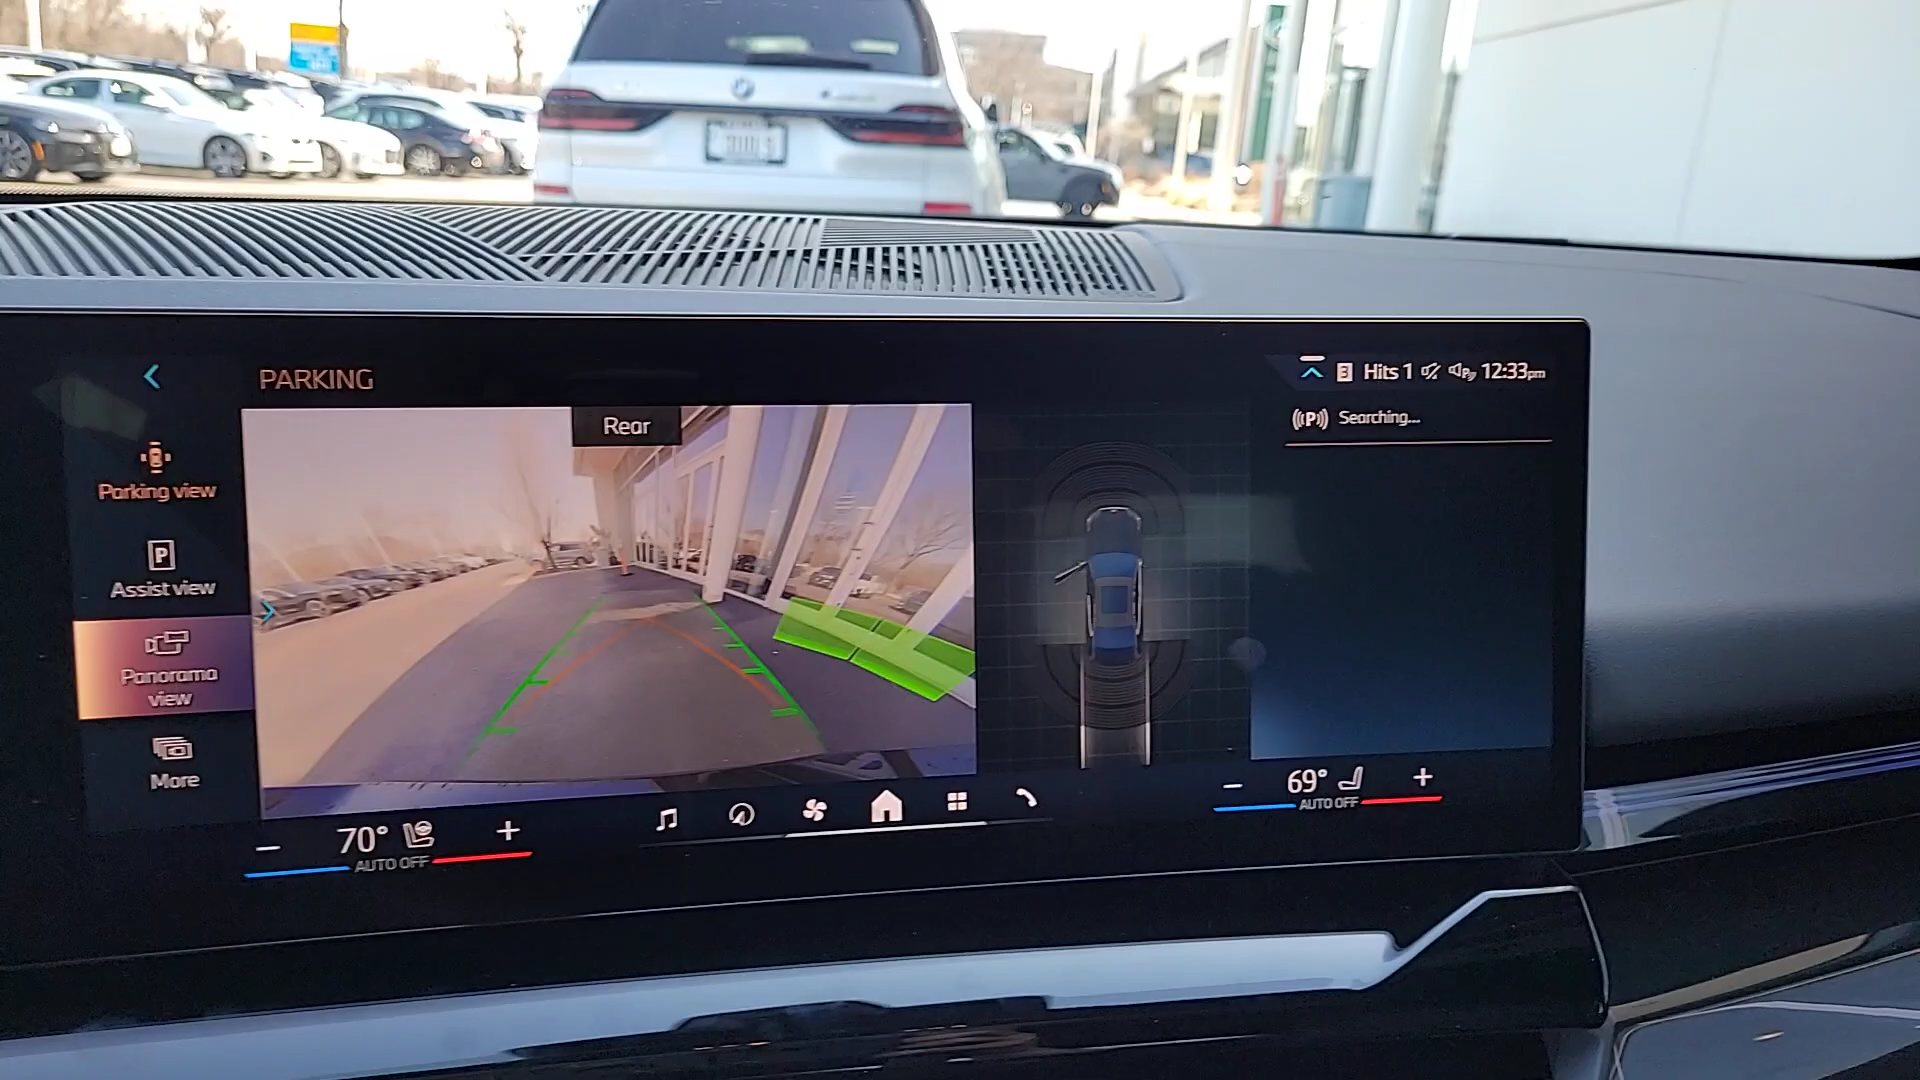 PARKING
3 Hits 1 12:33pm
Rear
((P)) Searching...
Parking view
P
Assist view
Panorama
view
More
− 70° +
AUTO OFF
− 69° +
AUTO OFF